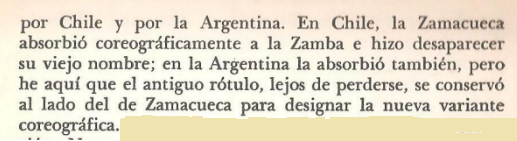 por Chile y por la Argentina. En Chile, la Zamacueca
absorbió coreográficamente a la Zamba e hizo desaparecer
su viejo nombre; en la Argentina la absorbió también, pero
he aquí que el antiguo rótulo, lejos de perderse, se conservó
al lado del de Zamacueca para designar la nueva variante
coreográfica.